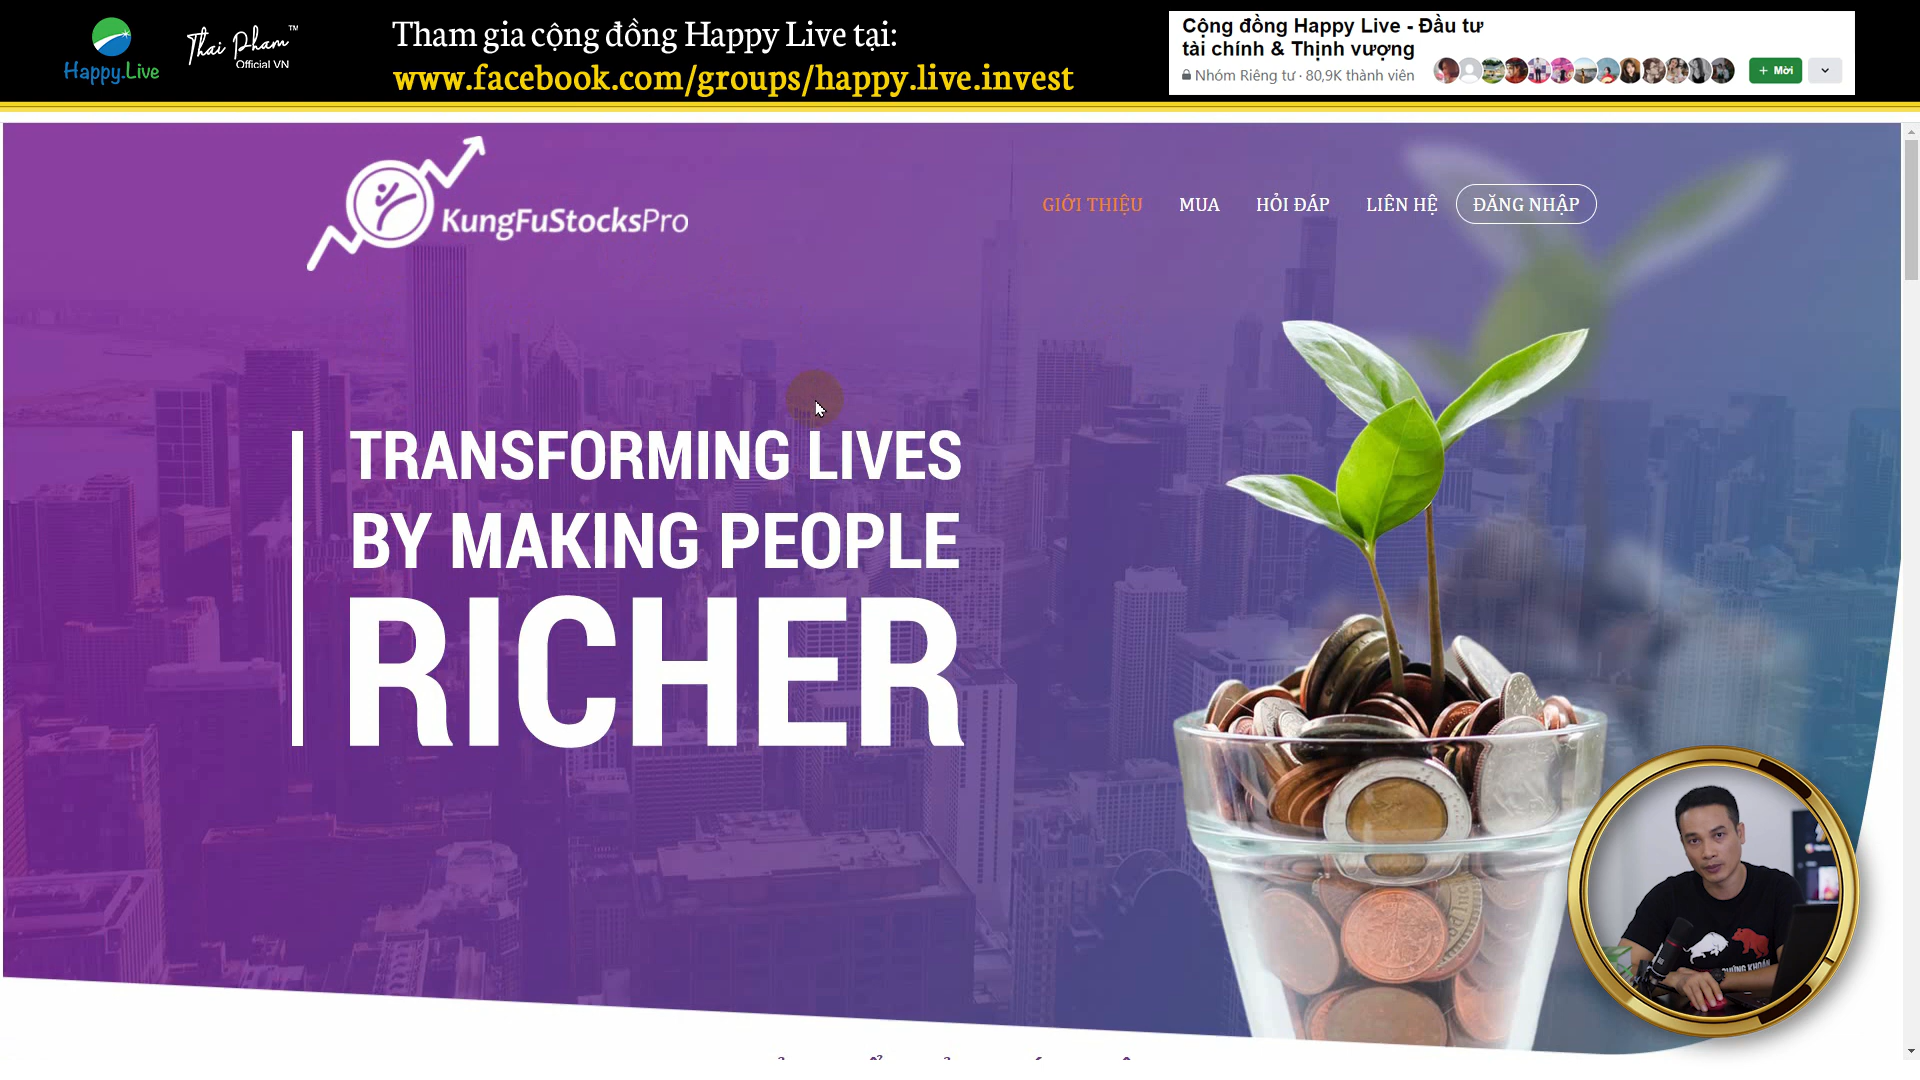 Happy.Live
Thai Pham™
Official VN
Tham gia cộng đồng Happy Live tại:
www.facebook.com/groups/happy.live.invest
Cộng đồng Happy Live - Đầu tư
tài chính & Thịnh vượng
Nhóm Riêng tư · 80,9K thành viên
+ Mời
KungFuStocksPro
GIỚI THIỆU
MUA
HỎI ĐÁP
LIÊN HỆ
ĐĂNG NHẬP
TRANSFORMING LIVES
BY MAKING PEOPLE
RICHER